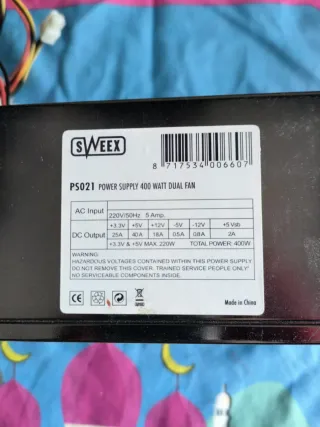 SWEEX
8 717534 006607
PS021 POWER SUPPLY 400 WATT DUAL FAN
AC Input 220V/50Hz 5 Amp.
DC Output +3.3V +5V +12V -5V -12V +5 Vsb
25A 40A 16A 0.5A 0.8A 2A
+3.3V & +5V MAX.220W TOTAL POWER: 400W
WARNING:
HAZARDOUS VOLTAGES CONTAINED WITHIN THIS POWER SUPPLY
DO NOT REMOVE DEVICE. TRAINED SERVICE PEOPLE ONLY! NO
SERVICEABLE COMPONENTS INSIDE.
CE
Made in China